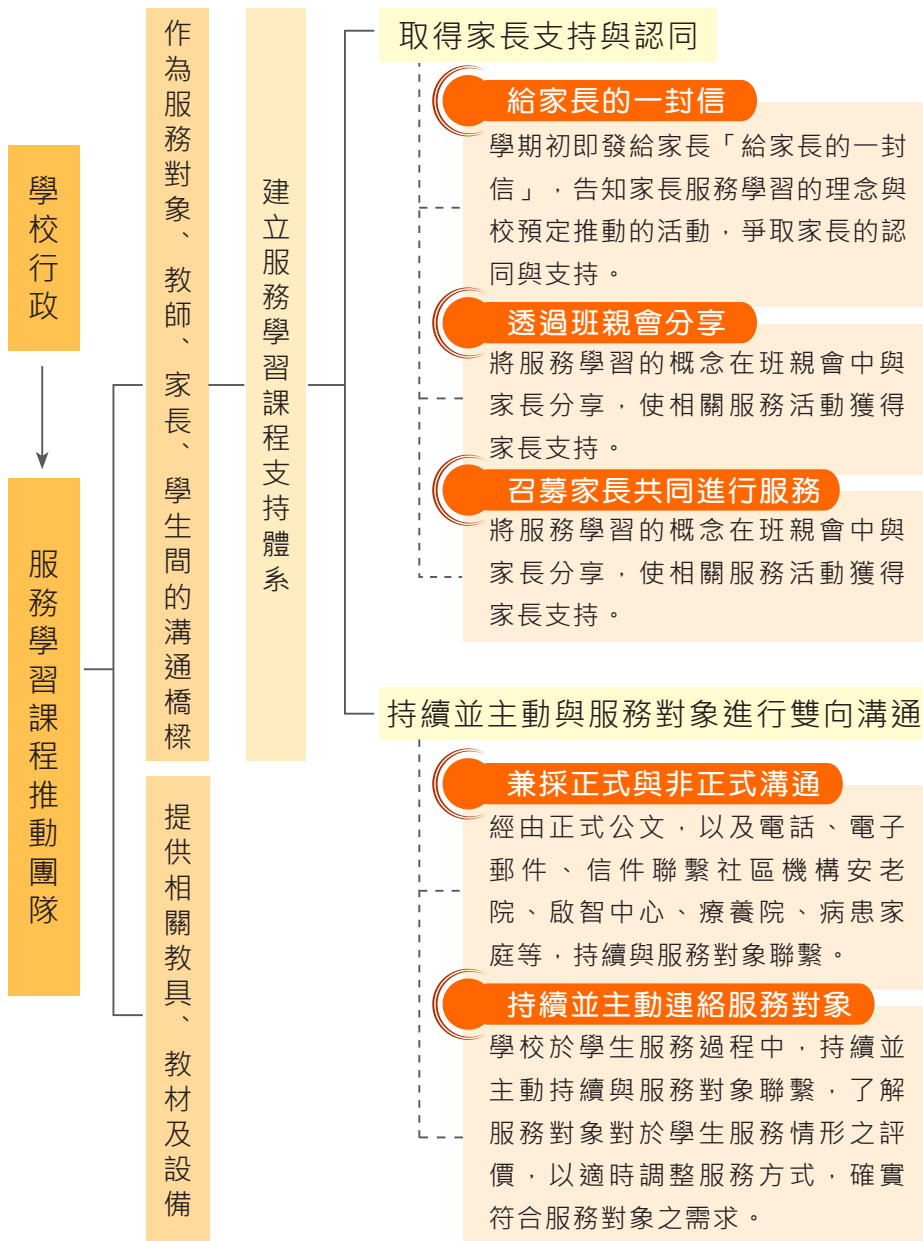 學校行政
服務學習課程推動團隊
作為服務對象、教師、家長、學生間的溝通橋樑
提供相關教具、教材及設備
建立服務學習課程支持體系
取得家長支持與認同
給家長的一封信
學期初即發給家長「給家長的一封
信」，告知家長服務學習的理念與
校預定推動的活動，爭取家長的認
同與支持。
透過班親會分享
將服務學習的概念在班親會中與
家長分享，使相關服務活動獲得
家長支持。
召募家長共同進行服務
將服務學習的概念在班親會中與
家長分享，使相關服務活動獲得
家長支持。
持續並主動與服務對象進行雙向溝通
兼採正式與非正式溝通
經由正式公文，以及電話、電子
郵件、信件聯繫社區機構安老
院、啟智中心、療養院、病患家
庭等，持續與服務對象聯繫。
持續並主動連絡服務對象
學校於學生服務過程中，持續並
主動持續與服務對象聯繫，了解
服務對象對於學生服務情形之評
價，以適時調整服務方式，確實
符合服務對象之需求。